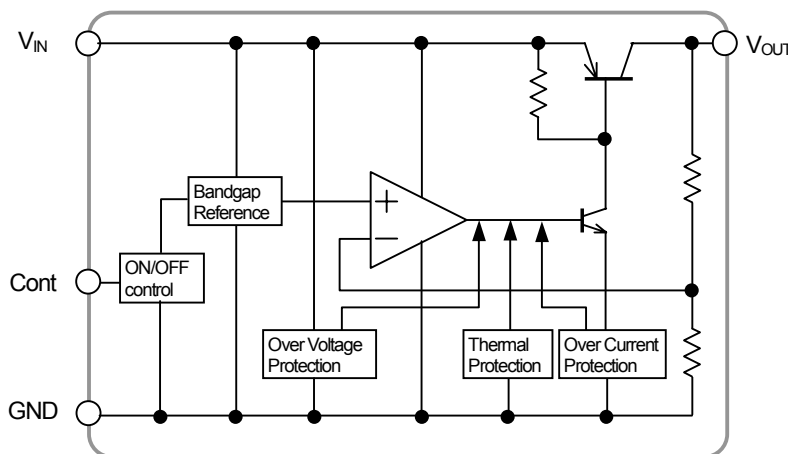 VIN
VOUT
Bandgap
Reference
+
−
Cont
ON/OFF
control
Over Voltage
Protection
Thermal
Protection
Over Current
Protection
GND